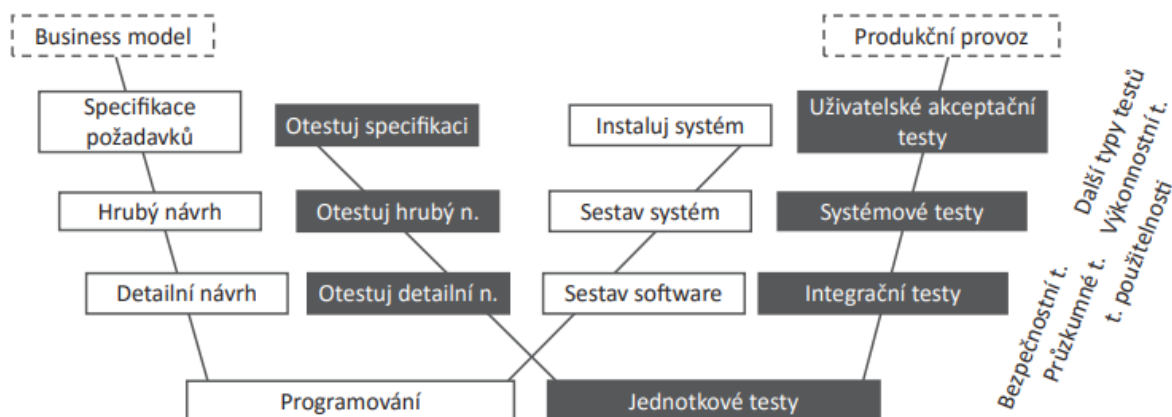 Business model
Produkční provoz
Specifikace
požadavků
Otestuj specifikaci
Instaluj systém
Uživatelské akceptační
testy
Hrubý návrh
Otestuj hrubý n.
Sestav systém
Systémové testy
Detailní návrh
Otestuj detailní n.
Sestav software
Integrační testy
Programování
Jednotkové testy
Další typy testů
Výkonnostní t.
t. použitelnosti
Bezpečnostní t.
Průzkumné t.